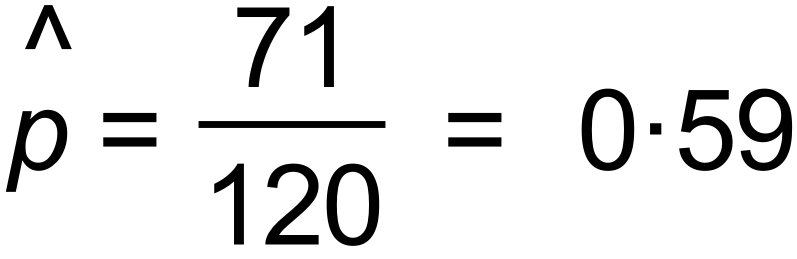 p̂ = 71/120 = 0·59